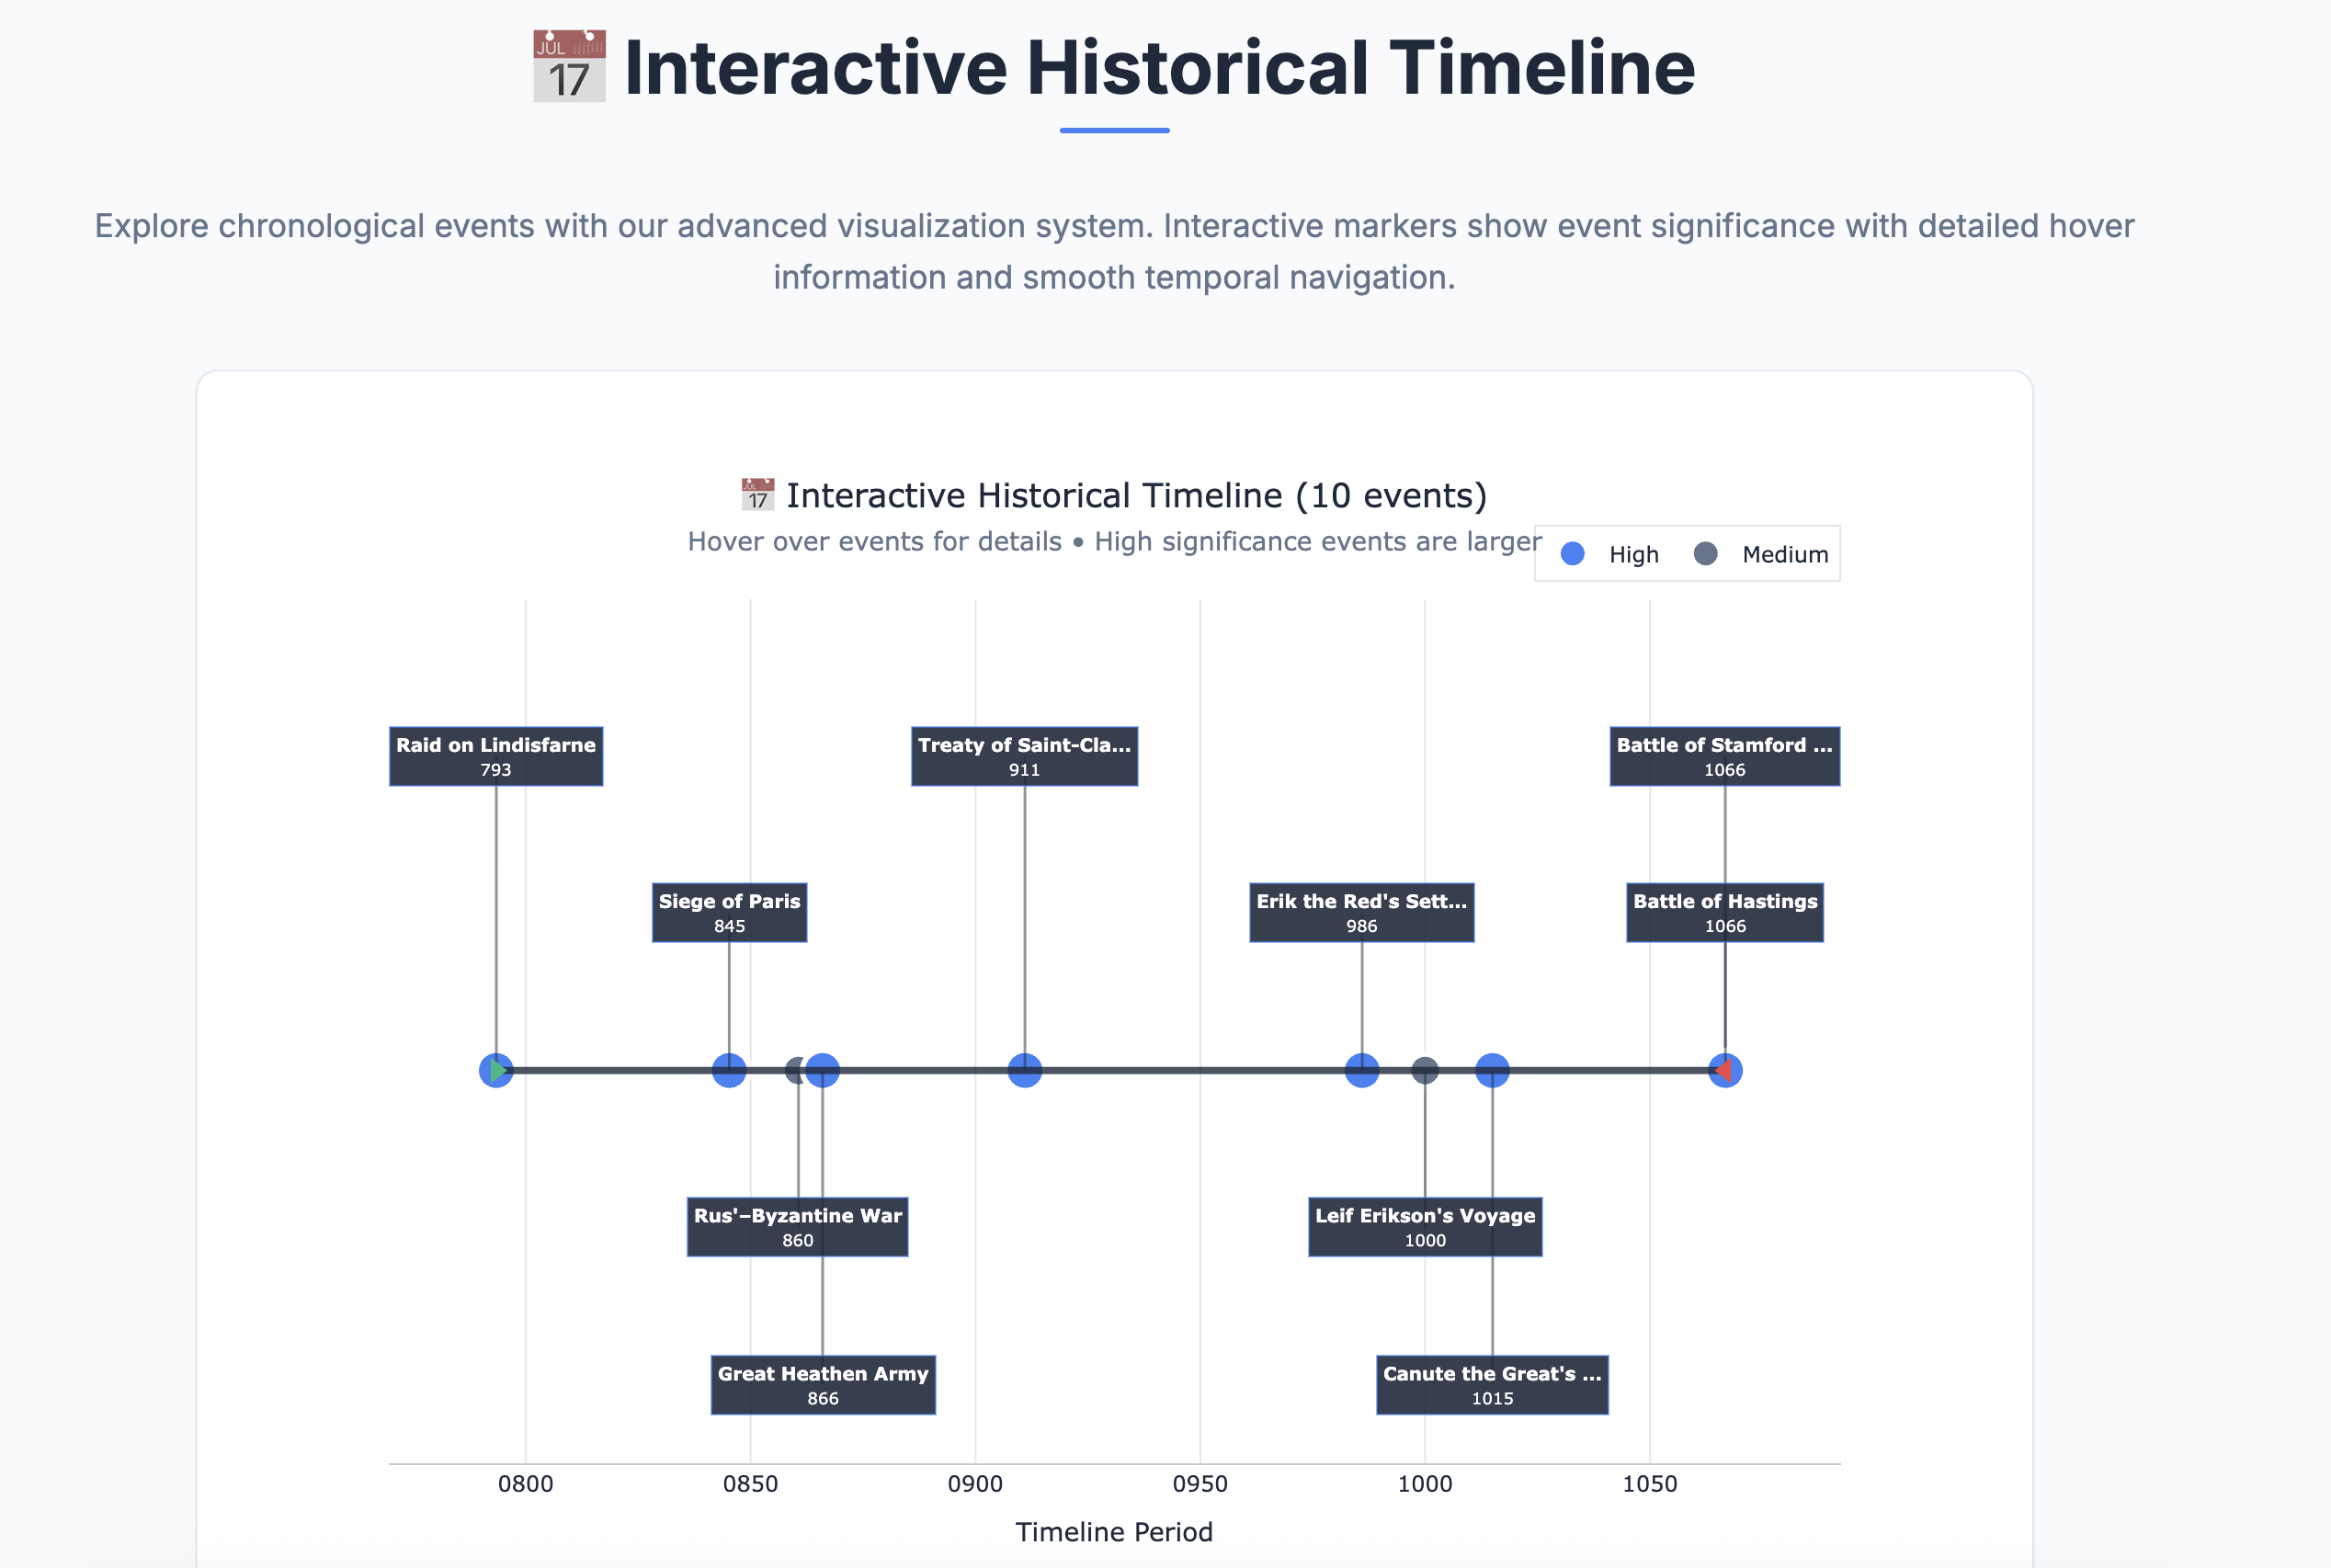 JUL
17
Interactive Historical Timeline
Explore chronological events with our advanced visualization system. Interactive markers show event significance with detailed hover
information and smooth temporal navigation.
JUL
17
Interactive Historical Timeline (10 events)
Hover over events for details • High significance events are larger
High
Medium
Raid on Lindisfarne
793
Treaty of Saint-Cla...
911
Battle of Stamford ...
1066
Siege of Paris
845
Erik the Red's Sett...
986
Battle of Hastings
1066
Rus'–Byzantine War
860
Leif Erikson's Voyage
1000
Great Heathen Army
866
Canute the Great's ...
1015
0800
0850
0900
0950
1000
1050
Timeline Period